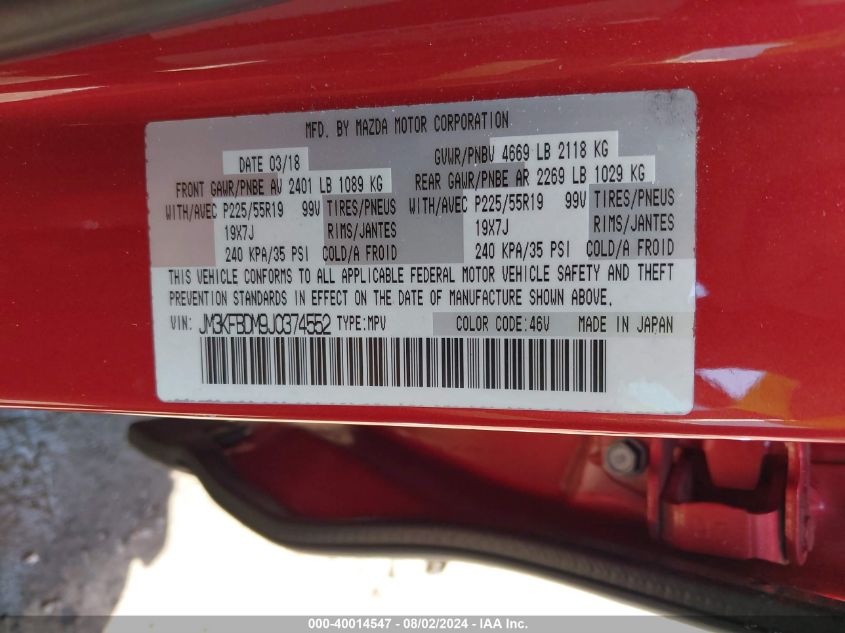 MFD. BY MAZDA MOTOR CORPORATION
DATE 03/18 GVWR/PNBV 4669 LB 2118 KG
FRONT GAWR/PNBE AV 2401 LB 1089 KG REAR GAWR/PNBE AR 2269 LB 1029 KG
WITH/AVEC P225/55R19 99V TIRES/PNEUS WITH/AVEC P225/55R19 99V TIRES/PNEUS
19X7J RIMS/JANTES 19X7J RIMS/JANTES
240 KPA/35 PSI COLD/A FROID 240 KPA/35 PSI COLD/A FROID
THIS VEHICLE CONFORMS TO ALL APPLICABLE FEDERAL MOTOR VEHICLE SAFETY AND THEFT
PREVENTION STANDARDS IN EFFECT ON THE DATE OF MANUFACTURE SHOWN ABOVE.
VIN: JM3KFBDM9J0374552 TYPE:MPV COLOR CODE:46V MADE IN JAPAN
000-40014547 - 08/02/2024 - IAA Inc.